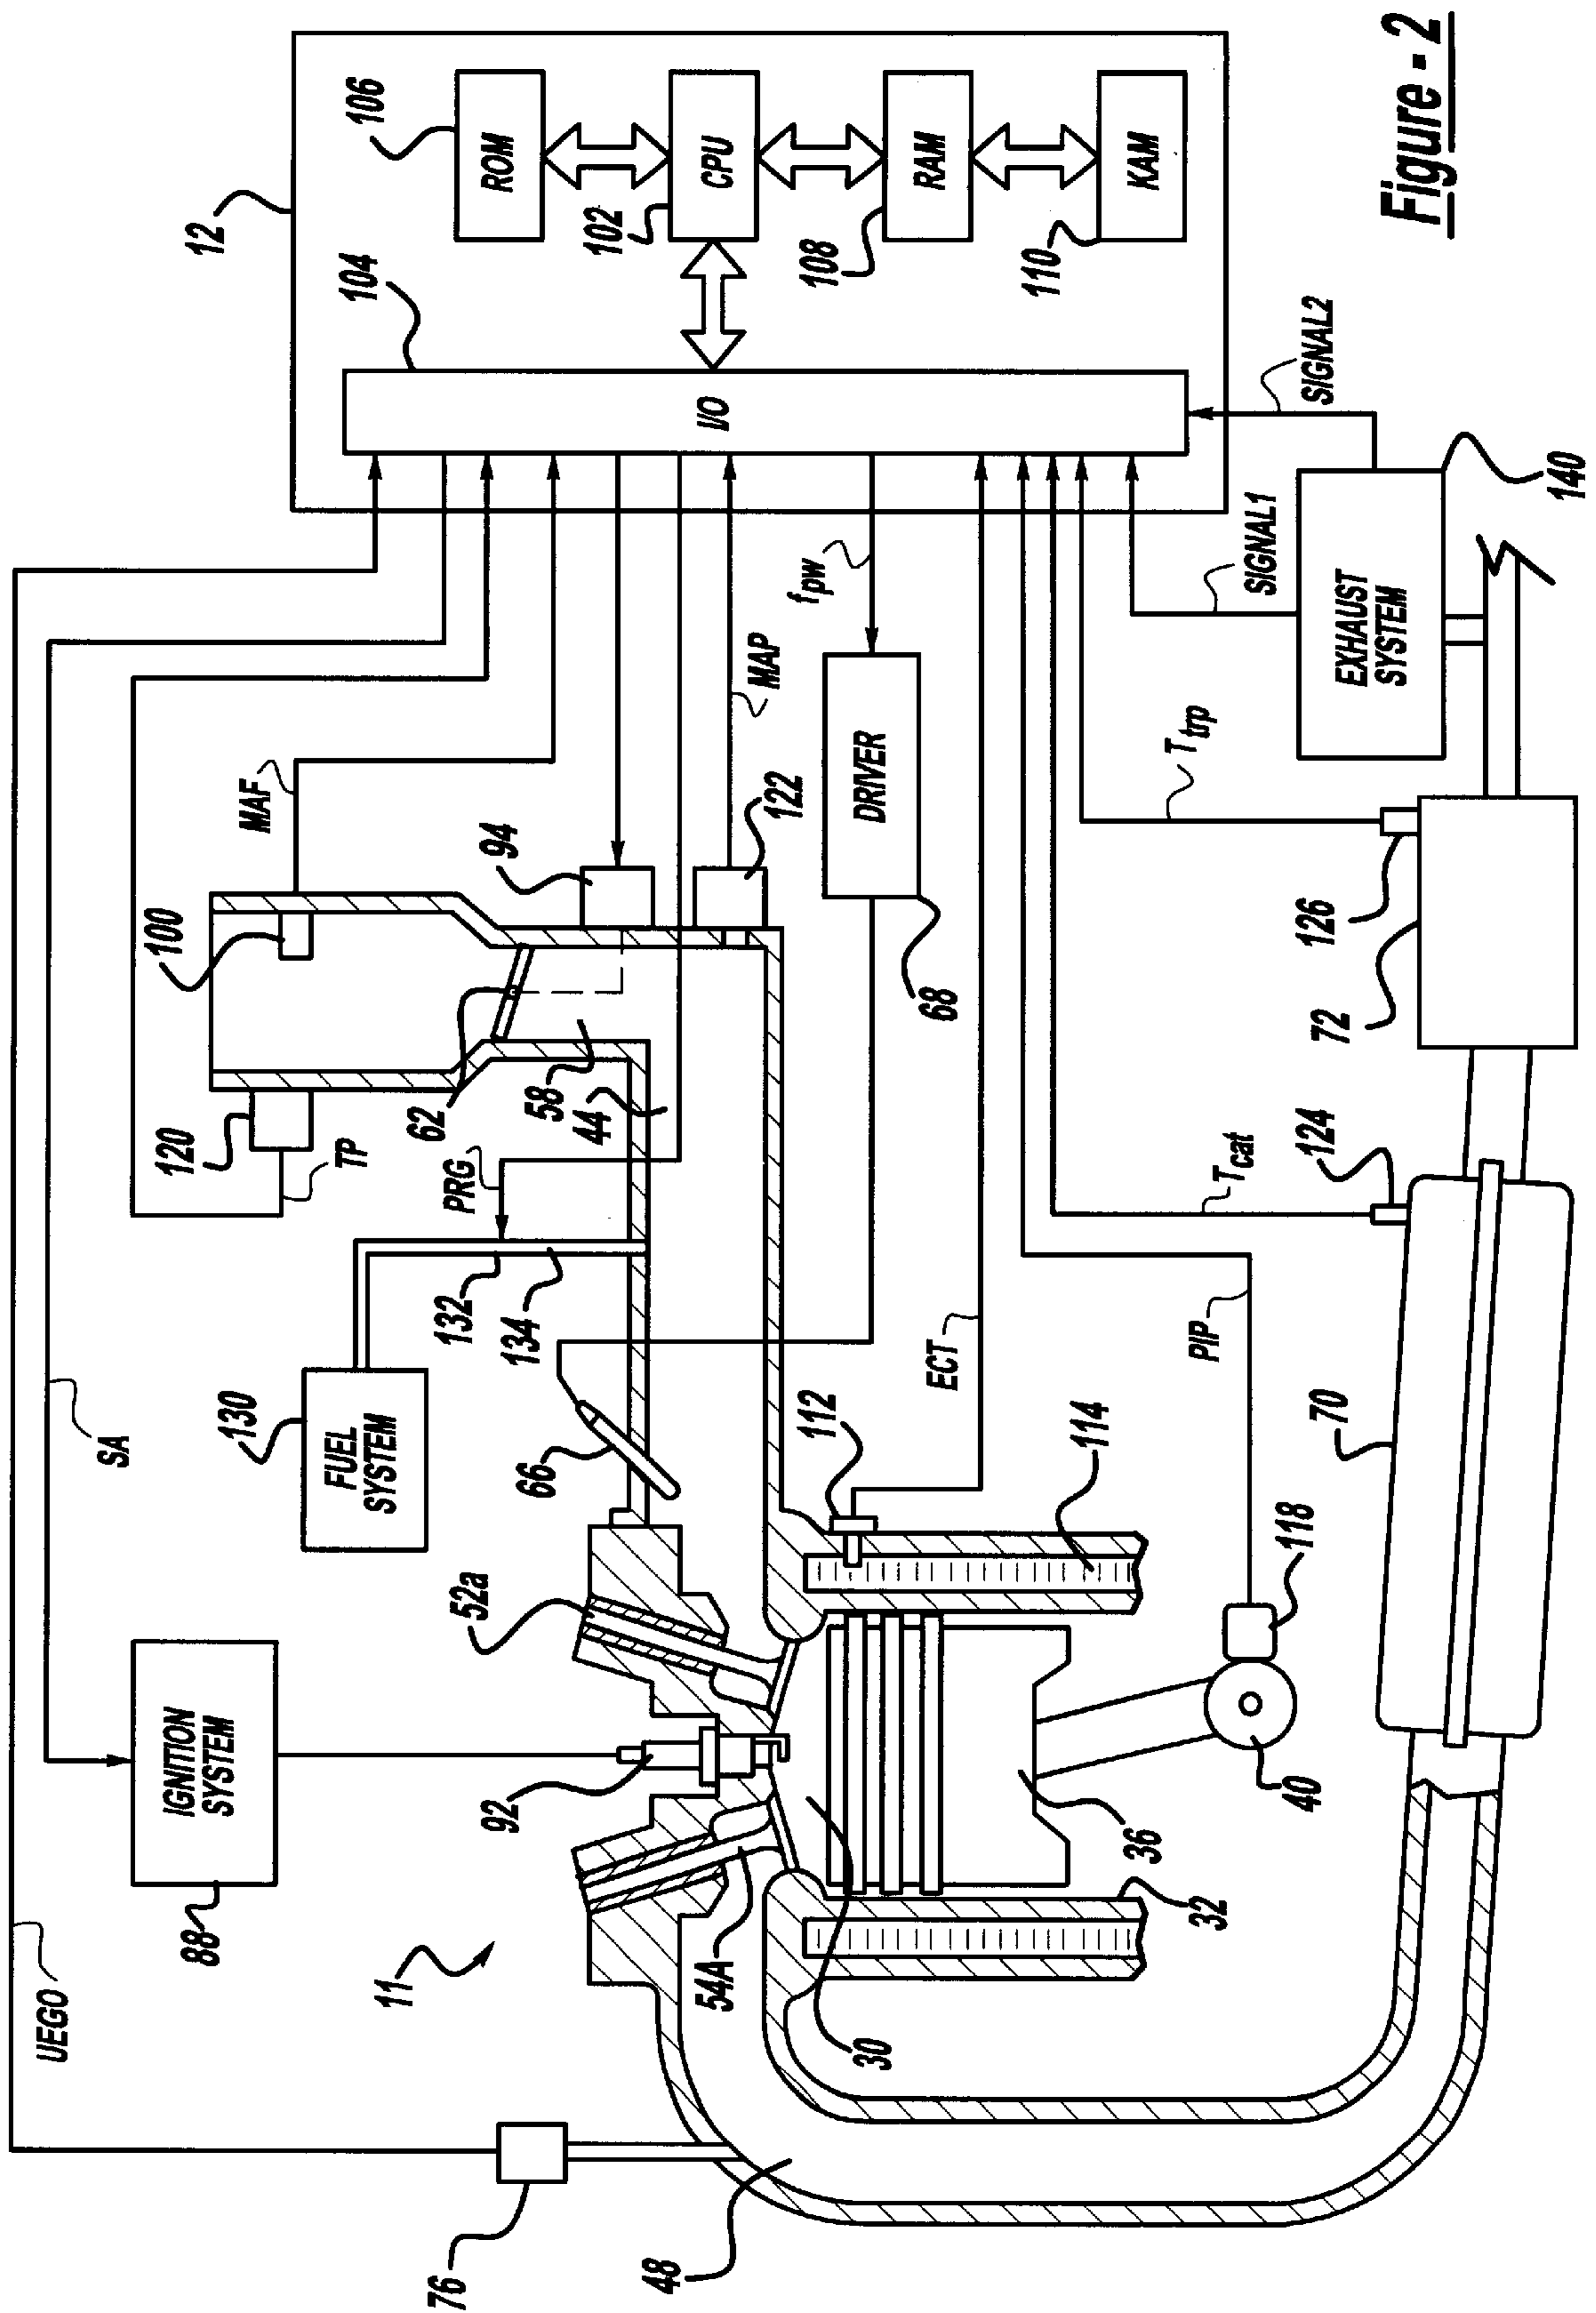 UEGO
SA
12
104
106
ROM
102
CPU
108
RAM
110
KAM
I/O
MAF
100
120
TP
94
62
58
44
PRG
132
134
MAP
122
fpw
DRIVER
68
130
FUEL
SYSTEM
66
52a
IGNITION
SYSTEM
88
92
11
54A
76
48
30
32
36
40
118
PIP
ECT
112
114
70
Tcat
124
72
126
Ttrp
SIGNAL1
SIGNAL2
EXHAUST
SYSTEM
140
Figure - 2